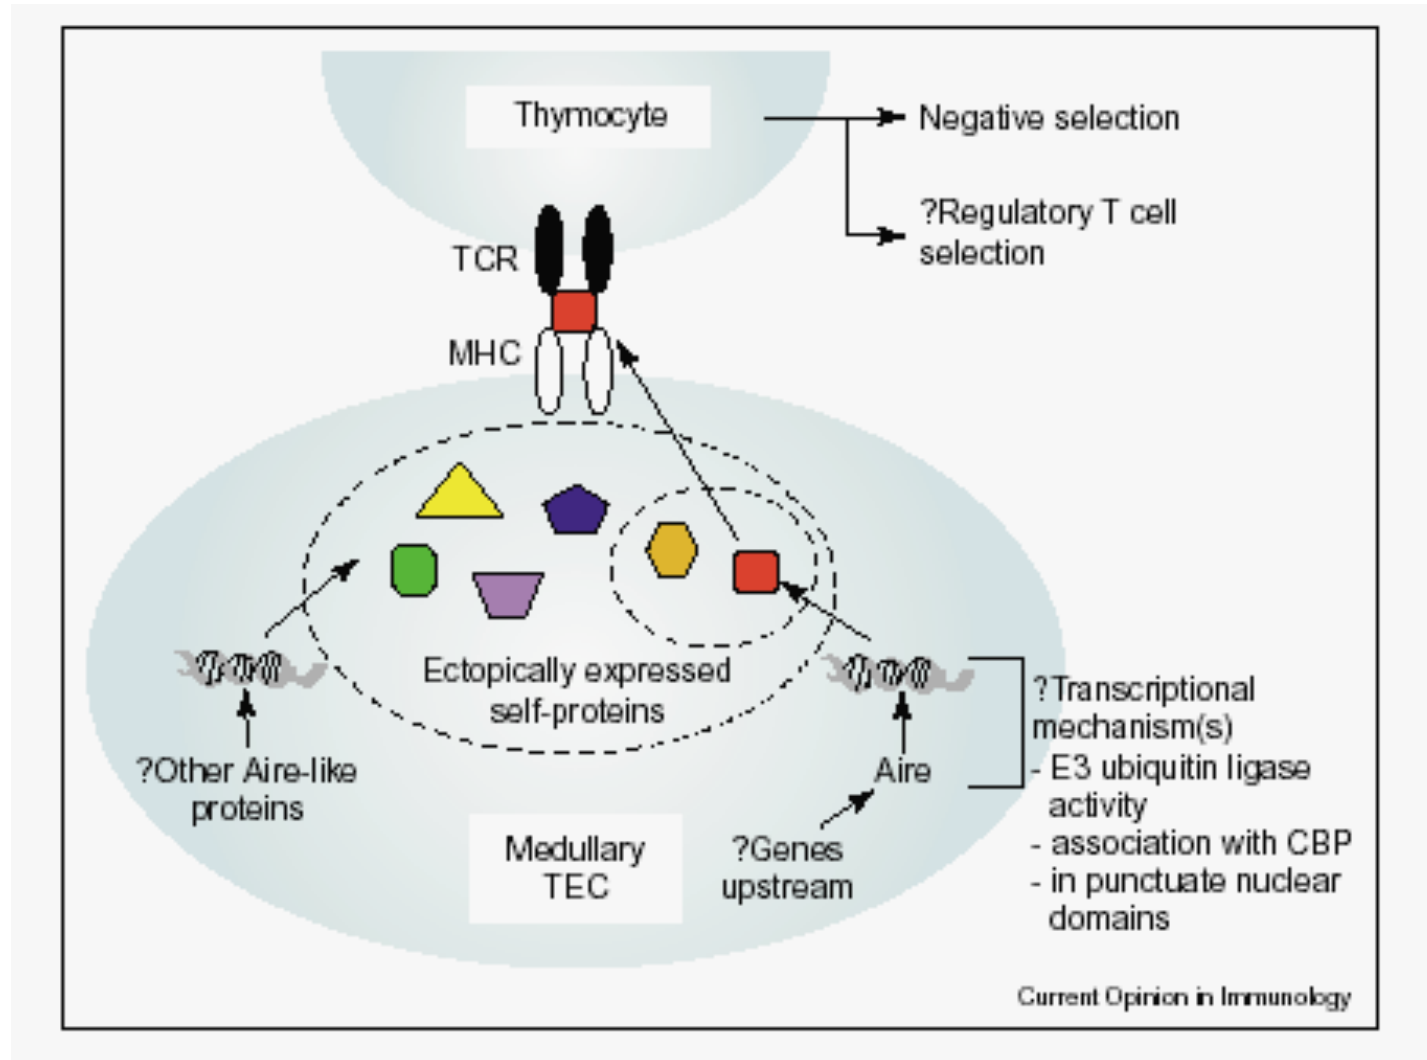 Thymocyte
Negative selection
?Regulatory T cell
selection
TCR
MHC
Ectopically expressed
self-proteins
?Other Aire-like
proteins
Aire
?Genes
upstream
Medullary
TEC
?Transcriptional
mechanism(s)
- E3 ubiquitin ligase
activity
- association with CBP
- in punctuate nuclear
domains
Current Opinion in Immunology